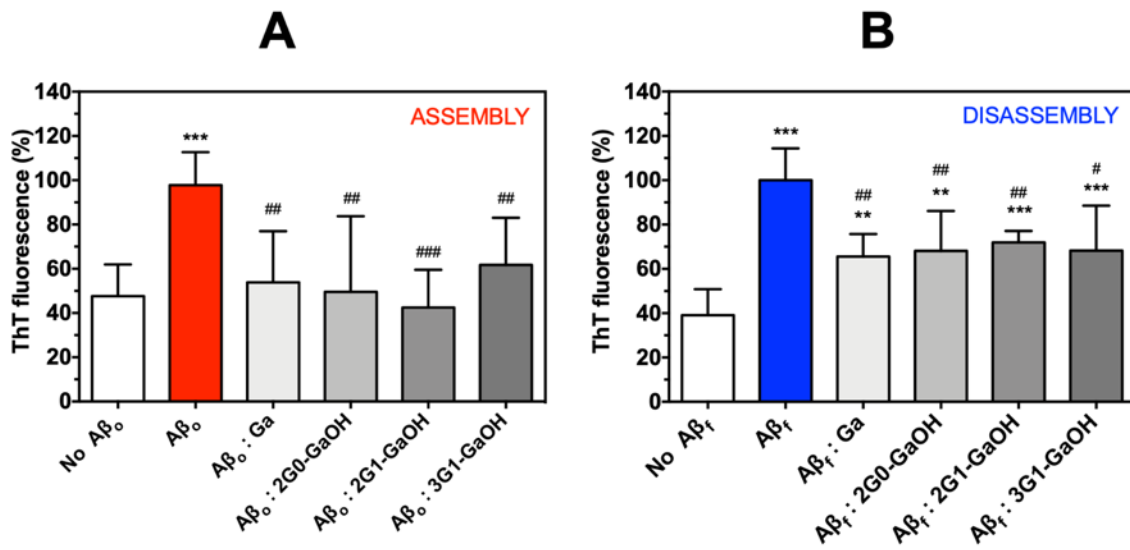 A
ThT fluorescence (%)
140
120
100
80
60
40
20
0
ASSEMBLY
***
##
##
###
##
No Aβₒ
Aβₒ
Aβₒ : Ga
Aβₒ : 2G0-GaOH
Aβₒ : 2G1-GaOH
Aβₒ : 3G1-GaOH
B
ThT fluorescence (%)
140
120
100
80
60
40
20
0
DISASSEMBLY
***
##
**
##
**
##
***
#
***
No Aβf
Aβf
Aβf : Ga
Aβf : 2G0-GaOH
Aβf : 2G1-GaOH
Aβf : 3G1-GaOH